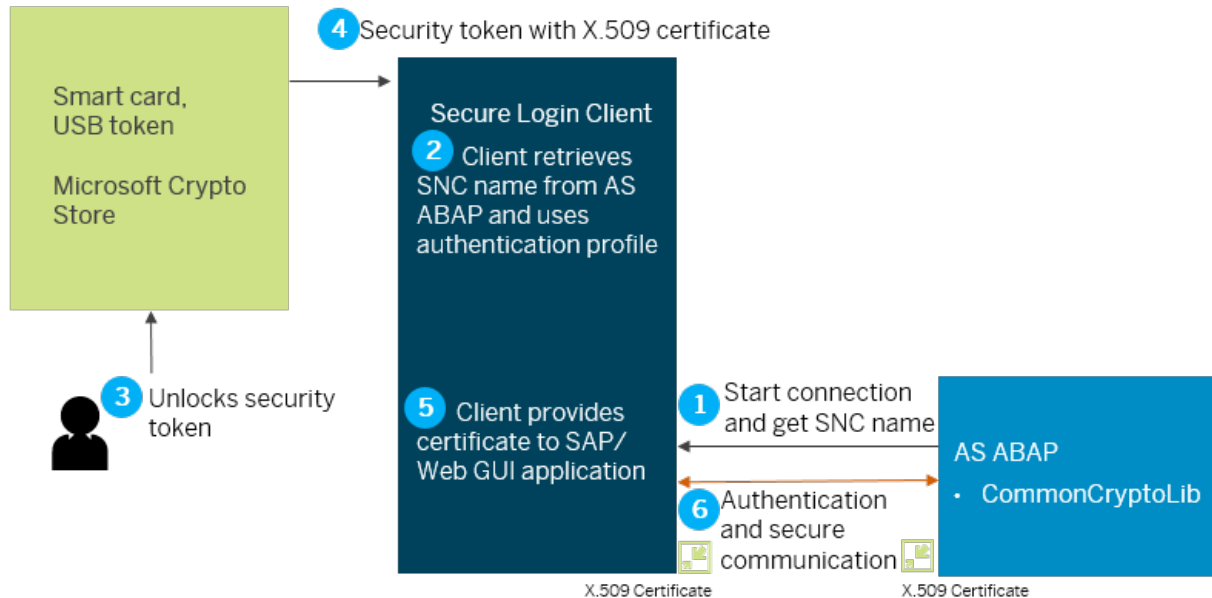 4 Security token with X.509 certificate
Smart card,
USB token
Microsoft Crypto
Store
Secure Login Client
2 Client retrieves
SNC name from AS
ABAP and uses
authentication profile
3 Unlocks security
token
5 Client provides
certificate to SAP/
Web GUI application
1 Start connection
and get SNC name
AS ABAP
• CommonCryptoLib
6 Authentication
and secure
communication
X.509 Certificate
X.509 Certificate